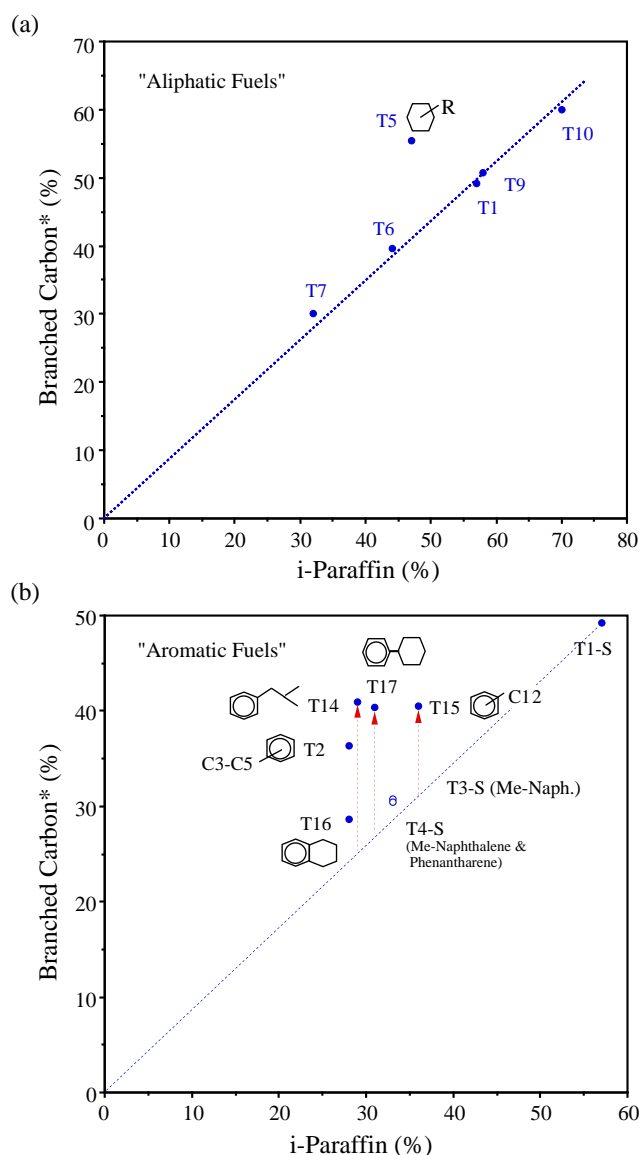 (a)
70
60
50
40
30
20
10
0
"Aliphatic Fuels"
R
T5
T10
T9
T1
T6
T7
Branched Carbon* (%)
0 10 20 30 40 50 60 70 80
i-Paraffin (%)
(b)
50
40
30
20
10
0
"Aromatic Fuels"
T1-S
T17
T14
T15
C12
C3-C5
T2
T3-S (Me-Naph.)
T16
T4-S
(Me-Naphthalene &
Phenantharene)
Branched Carbon* (%)
0 10 20 30 40 50 60
i-Paraffin (%)